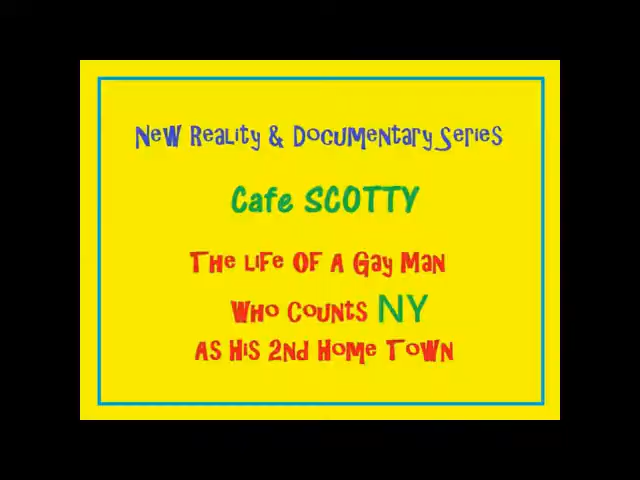 New Reality & Documentary Series
Cafe SCOTTY
The Life Of A Gay Man
Who Counts NY
As His 2nd Home Town